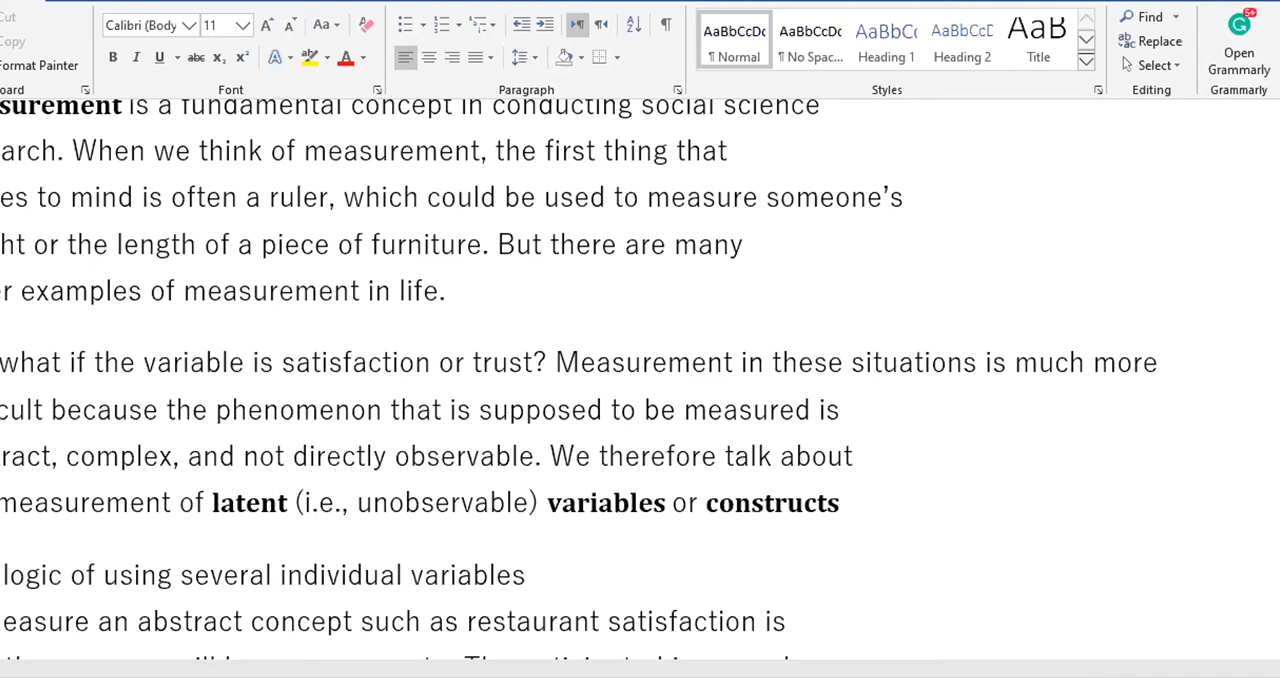 Cut
Copy
Format Painter
Calibri (Body 11
Aa
B I U abc x₂ x² A A
Font
Paragraph
AaBbCcDc AaBbCcDc AaBbCc AaBbCcD AaB
¶ Normal ¶ No Spac... Heading 1 Heading 2 Title
Styles
Find
Replace
Select
Editing
Open
Grammarly
Grammarly
surement is a fundamental concept in conducting social science
arch. When we think of measurement, the first thing that
es to mind is often a ruler, which could be used to measure someone’s
ht or the length of a piece of furniture. But there are many
r examples of measurement in life.
what if the variable is satisfaction or trust? Measurement in these situations is much more
cult because the phenomenon that is supposed to be measured is
ract, complex, and not directly observable. We therefore talk about
measurement of latent (i.e., unobservable) variables or constructs
logic of using several individual variables
measure an abstract concept such as restaurant satisfaction is